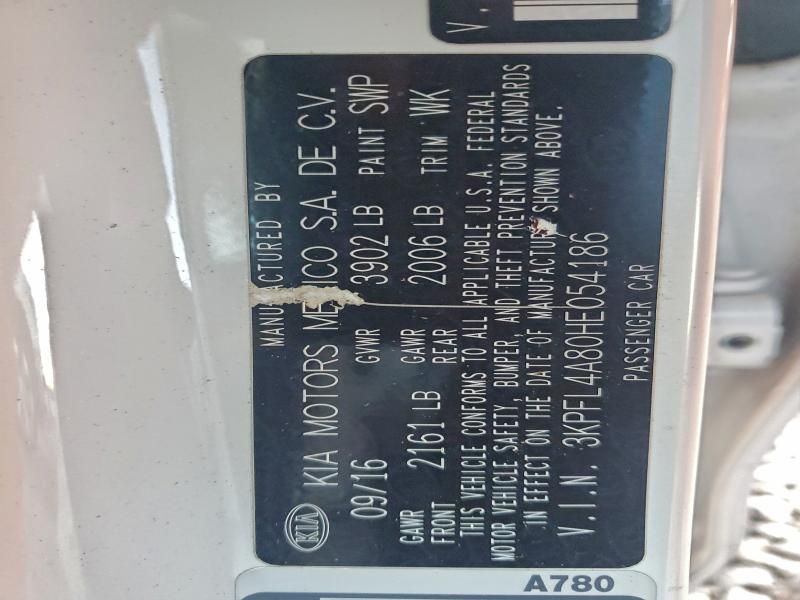 MANUFACTURED BY
KIA KIA MOTORS MEXICO S.A. DE C.V.
09/16 GVWR 3902 LB PAINT SWP
GAWR FRONT 2161 LB GAWR REAR 2006 LB TRIM WK
THIS VEHICLE CONFORMS TO ALL APPLICABLE U.S.A. FEDERAL
MOTOR VEHICLE SAFETY, BUMPER, AND THEFT PREVENTION STANDARDS
IN EFFECT ON THE DATE OF MANUFACTURE SHOWN ABOVE.
V.I.N. 3KPFL4A80HE054186
PASSENGER CAR
A780
V.